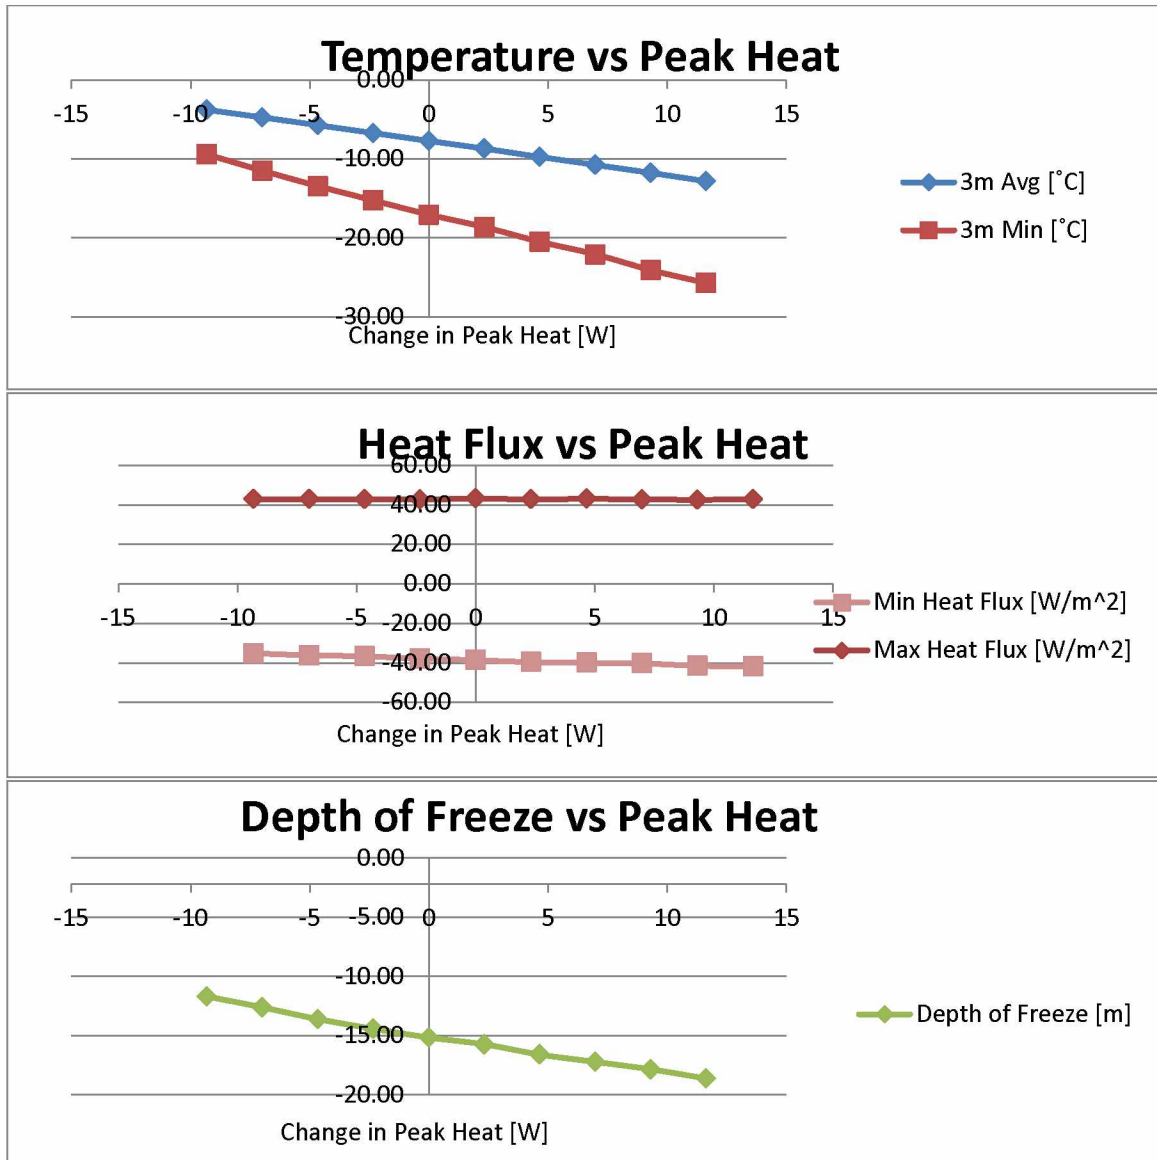 Temperature vs Peak Heat
0.00
-15 -10 -5 0 5 10 15
-10.00
3m Avg [˚C]
3m Min [˚C]
-20.00
-30.00
Change in Peak Heat [W]
Heat Flux vs Peak Heat
60.00
40.00
20.00
0.00
-15 -10 -5 0 5 10 15
Min Heat Flux [W/m^2]
-20.00
Max Heat Flux [W/m^2]
-40.00
-60.00
Change in Peak Heat [W]
Depth of Freeze vs Peak Heat
0.00
-15 -10 -5 -5.00 0 5 10 15
-10.00
Depth of Freeze [m]
-15.00
-20.00
Change in Peak Heat [W]